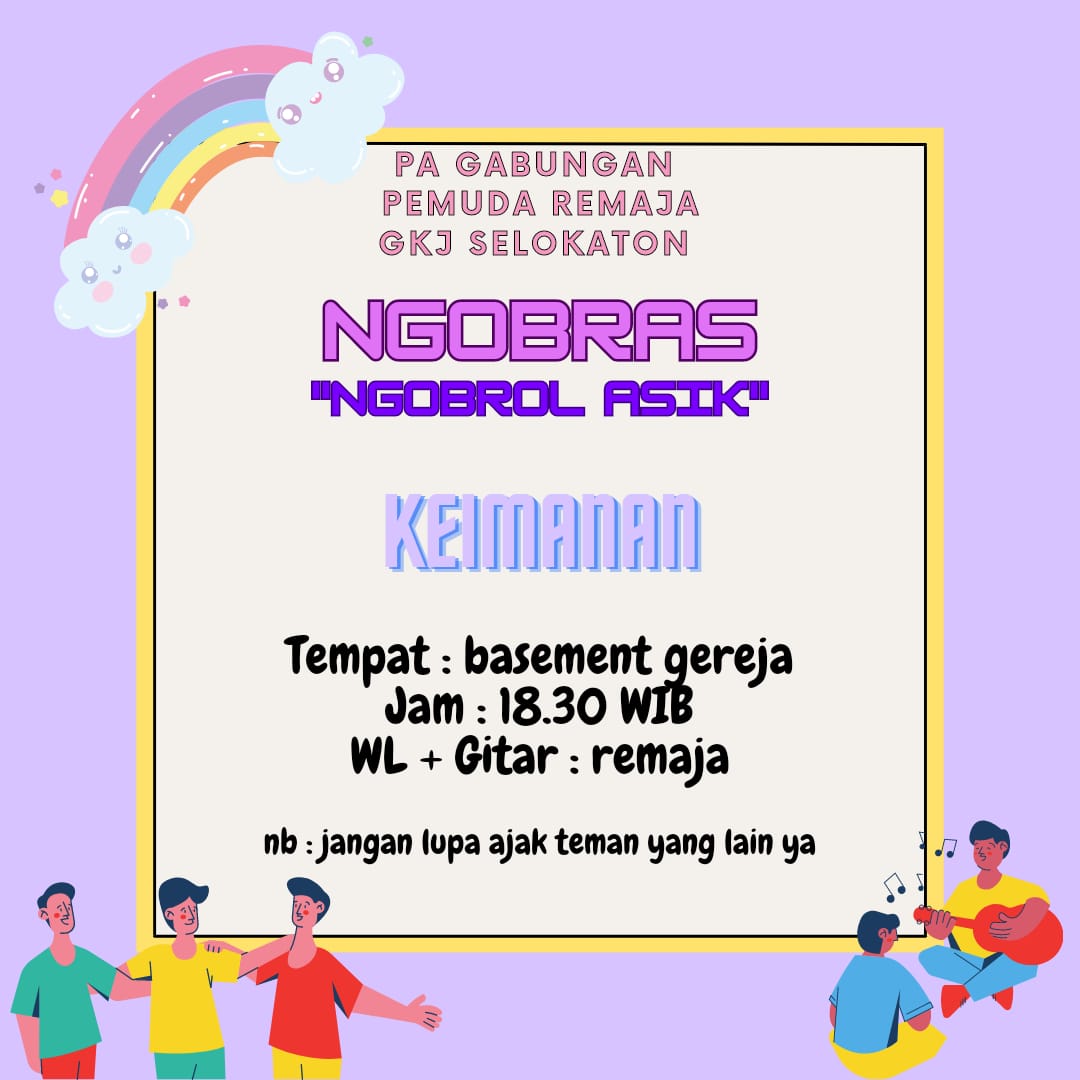 PA GABUNGAN
PEMUDA REMAJA
GKJ SELOKATON
NGOBRAS
"NGOBROL ASIK"
KEIMANAN
Tempat : basement gereja
Jam : 18.30 WIB
WL + Gitar : remaja
nb : jangan lupa ajak teman yang lain ya